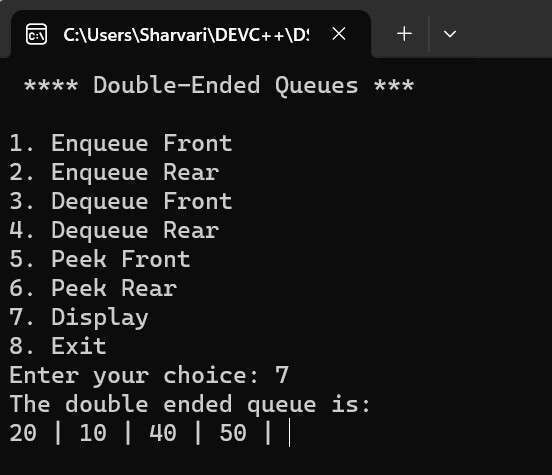 C:\Users\Sharvari\DEVC++\DS
**** Double-Ended Queues ***
1. Enqueue Front
2. Enqueue Rear
3. Dequeue Front
4. Dequeue Rear
5. Peek Front
6. Peek Rear
7. Display
8. Exit
Enter your choice: 7
The double ended queue is:
20 | 10 | 40 | 50 |